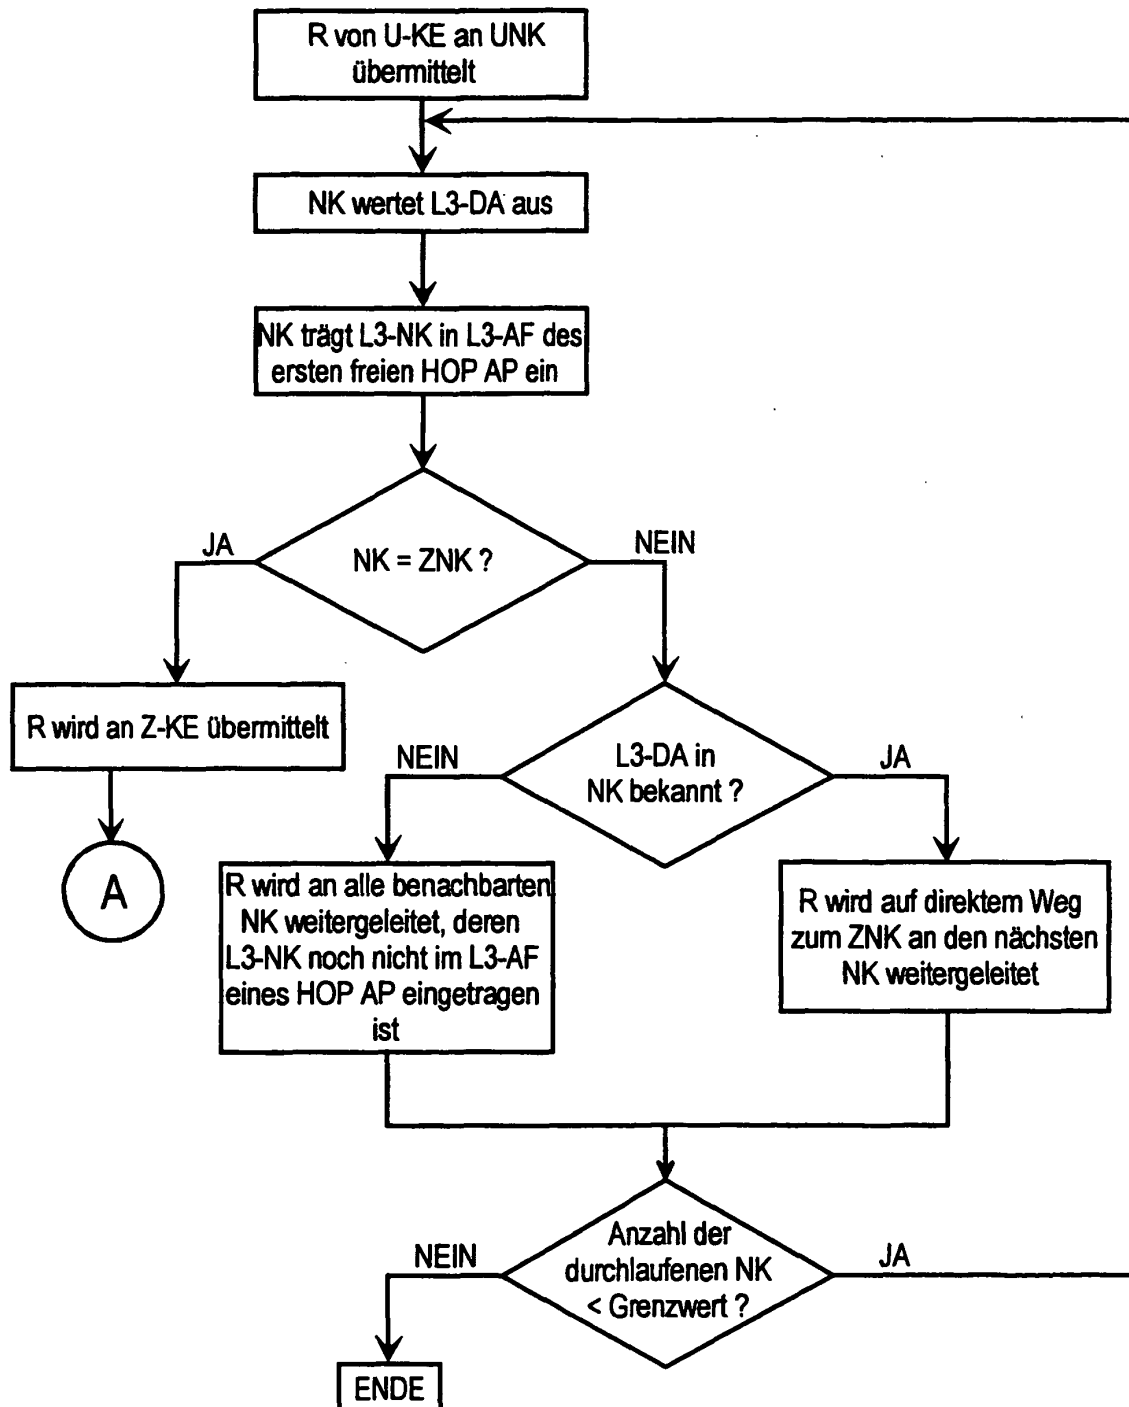 R von U-KE an UNK
übermittelt
NK wertet L3-DA aus
NK trägt L3-NK in L3-AF des
ersten freien HOP AP ein
JA
NK = ZNK ?
NEIN
R wird an Z-KE übermittelt
NEIN
L3-DA in
NK bekannt ?
JA
A
R wird an alle benachbarten
NK weitergeleitet, deren
L3-NK noch nicht im L3-AF
eines HOP AP eingetragen
ist
R wird auf direktem Weg
zum ZNK an den nächsten
NK weitergeleitet
NEIN
Anzahl der
durchlaufenen NK
< Grenzwert ?
JA
ENDE